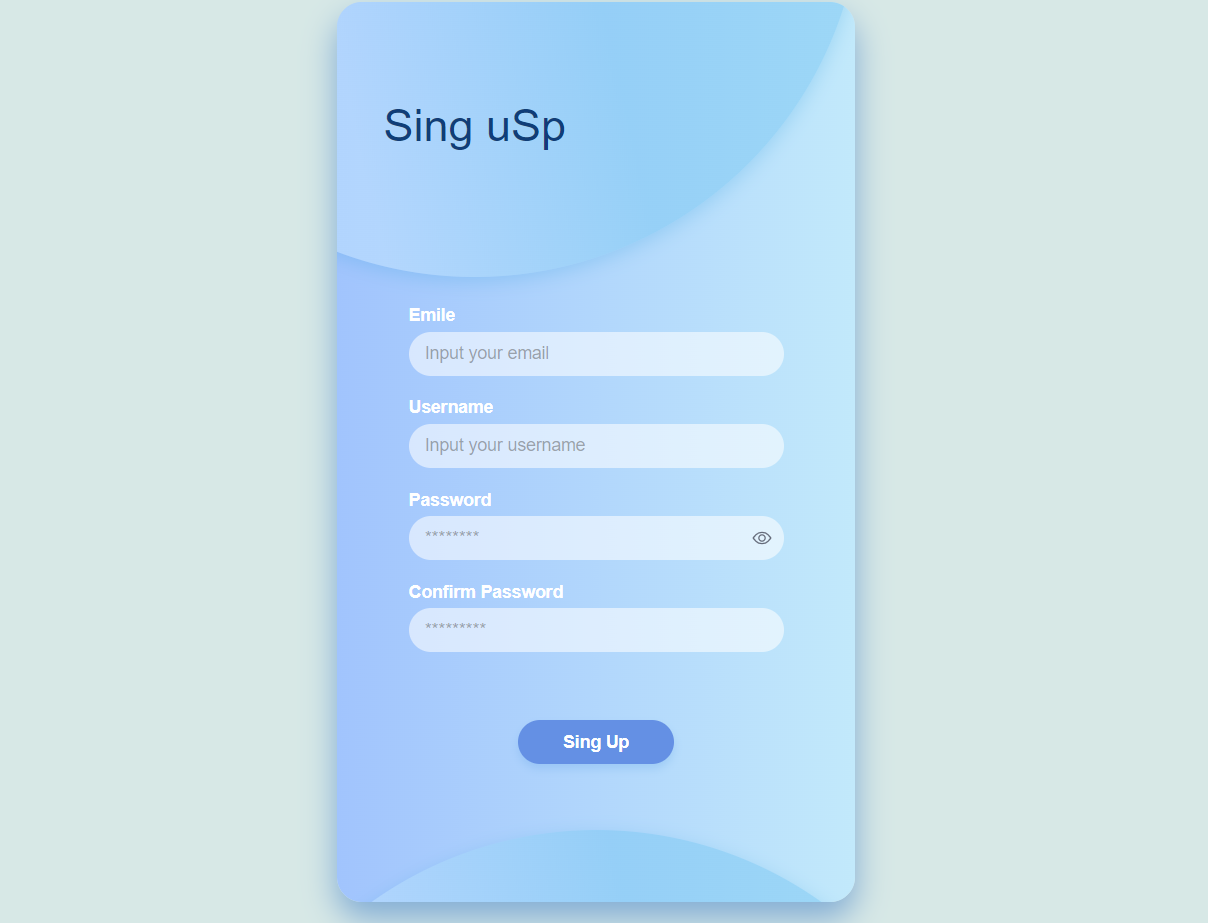 Sing uSp
Emile
Input your email
Username
Input your username
Password
********
Confirm Password
*********
Sing Up